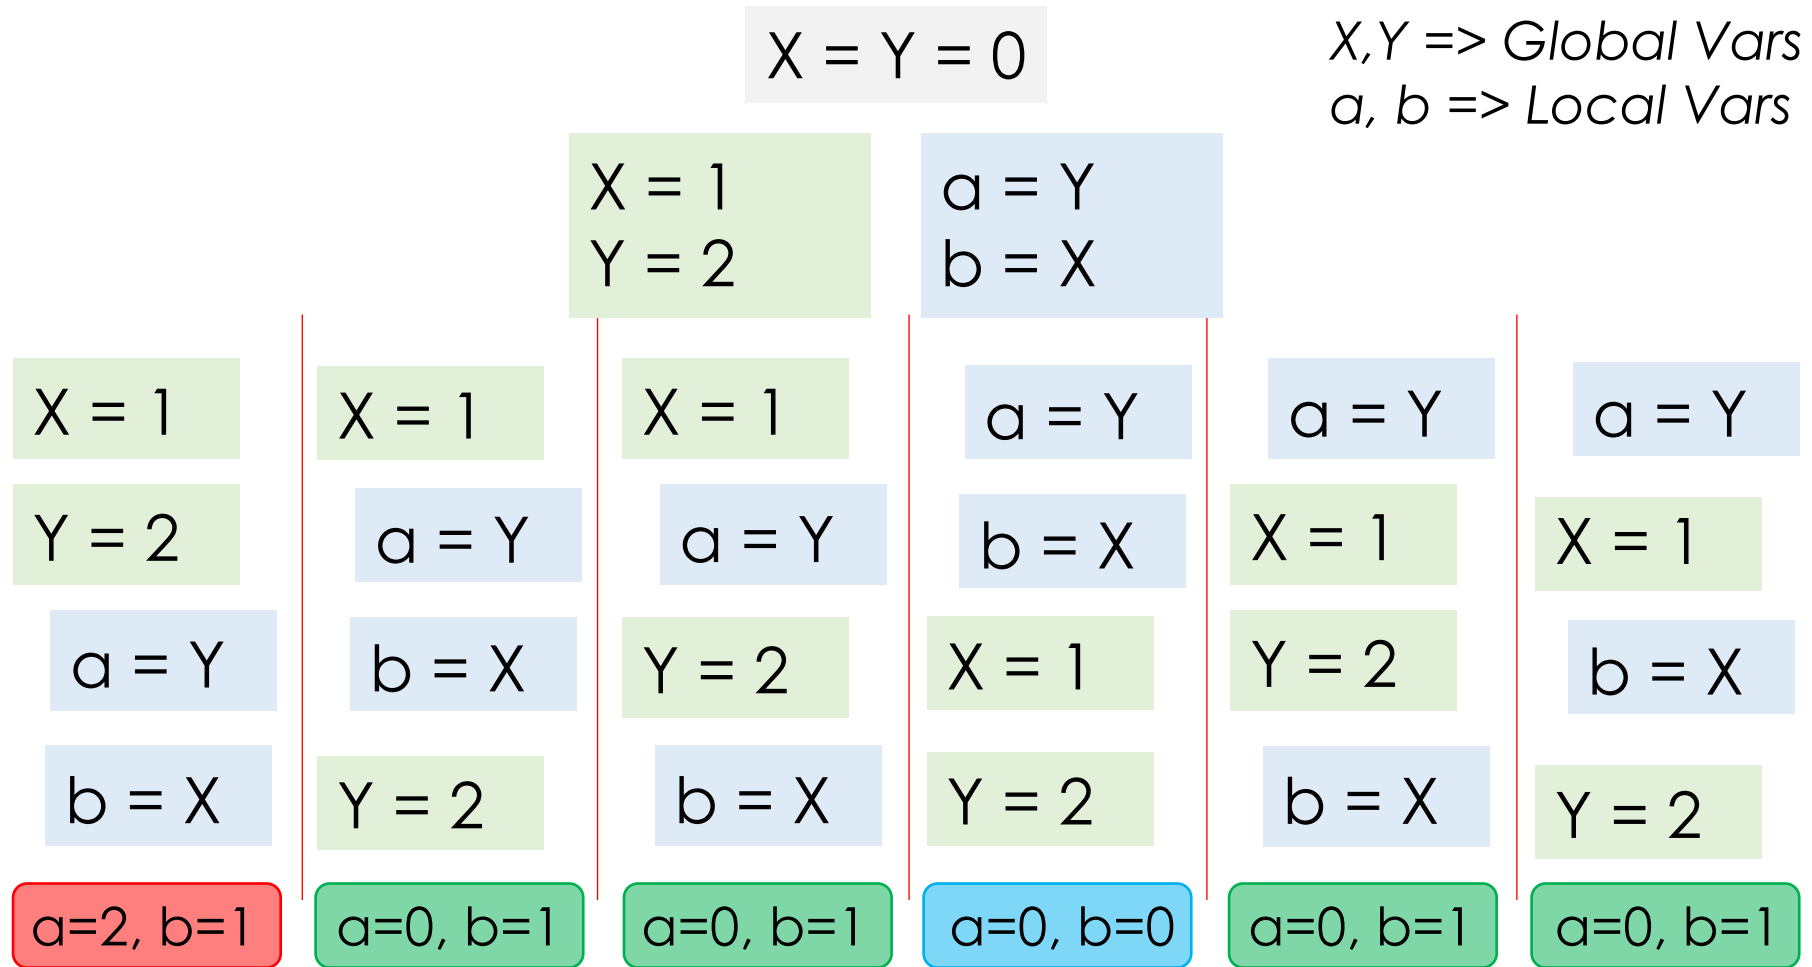 X = Y = 0
X,Y => Global Vars
a, b => Local Vars
X = 1
Y = 2
a = Y
b = X
X = 1
Y = 2
a = Y
b = X
a=2, b=1
X = 1
a = Y
b = X
Y = 2
a=0, b=1
X = 1
a = Y
Y = 2
b = X
a=0, b=1
a = Y
b = X
X = 1
Y = 2
a=0, b=0
a = Y
X = 1
Y = 2
b = X
a=0, b=1
a = Y
X = 1
b = X
Y = 2
a=0, b=1